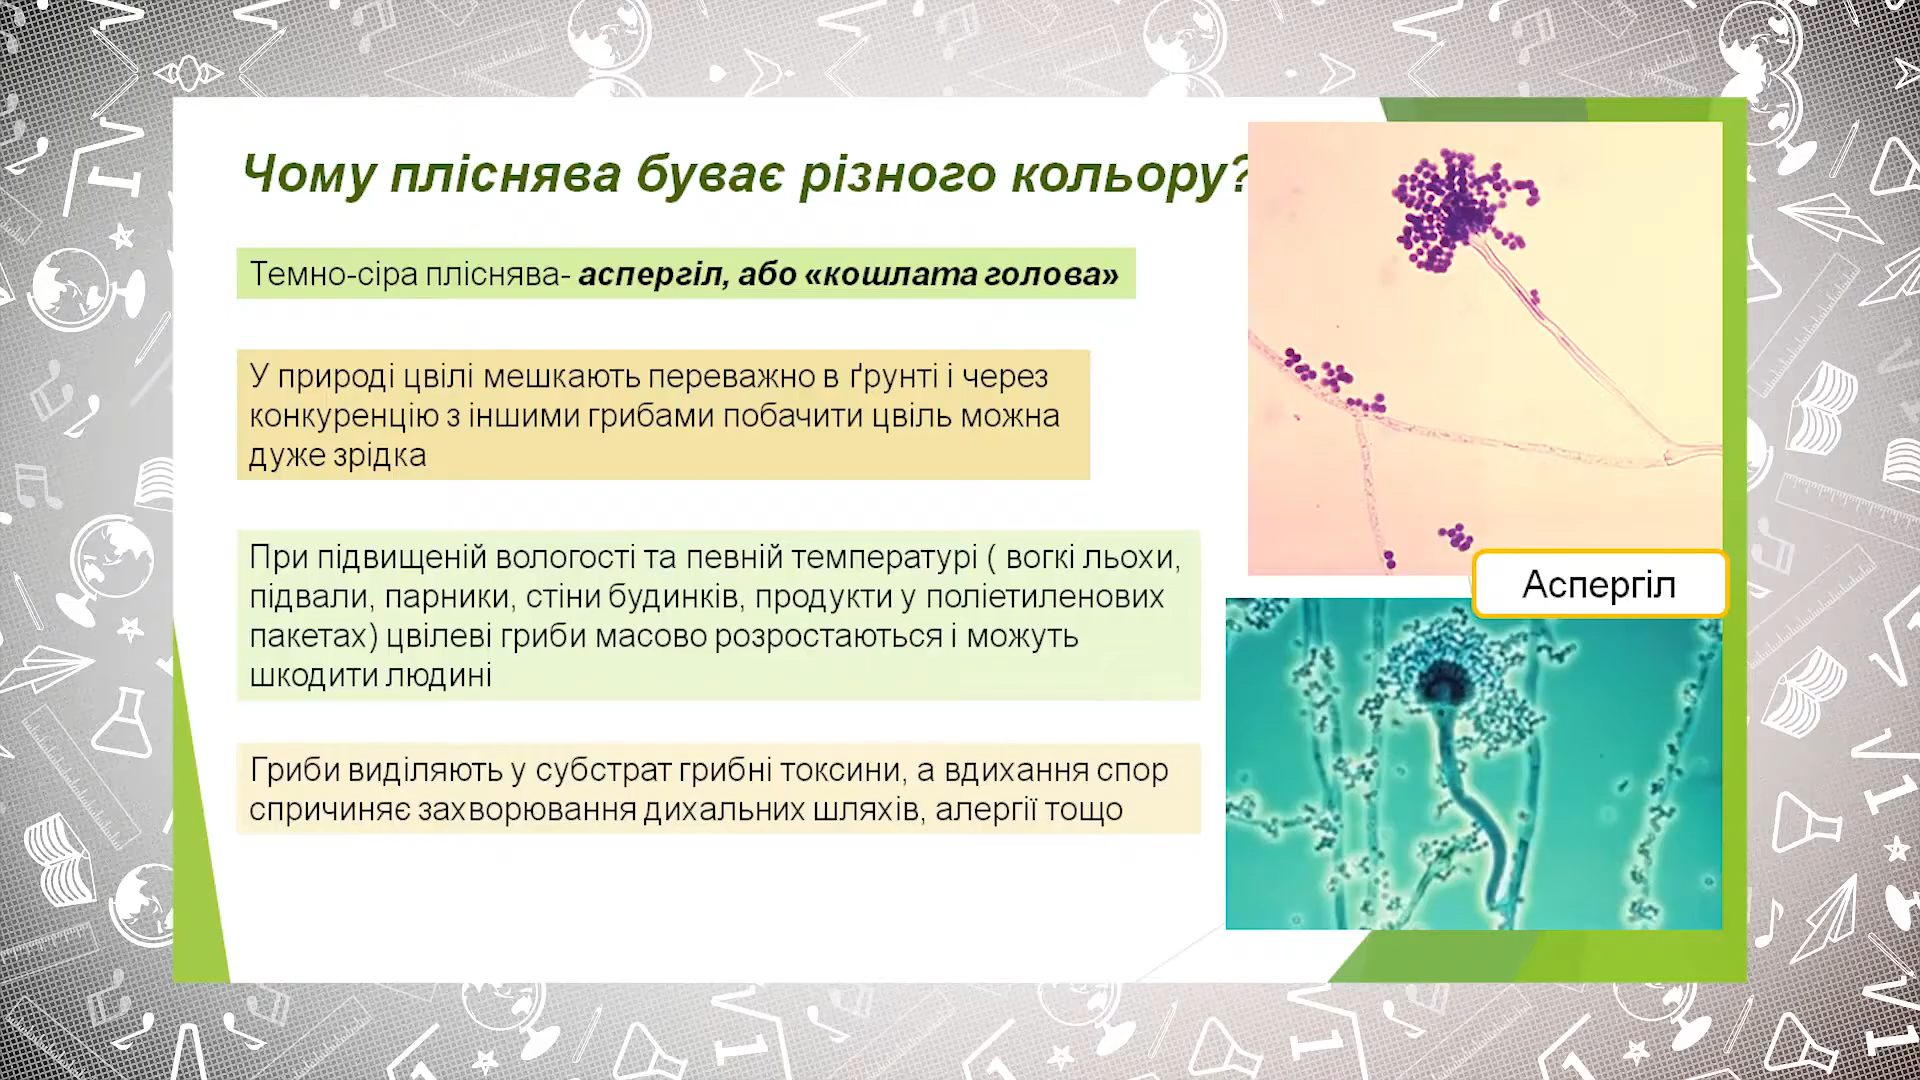 Чому пліснява буває різного кольору?
Темно-сіра пліснява- аспергіл, або «кошлата голова»
У природі цвілі мешкають переважно в ґрунті і через
конкуренцію з іншими грибами побачити цвіль можна
дуже зрідка
При підвищеній вологості та певній температурі ( вогкі льохи,
підвали, парники, стіни будинків, продукти у поліетиленових
пакетах) цвілеві гриби масово розростаються і можуть
шкодити людині
Гриби виділяють у субстрат грибні токсини, а вдихання спор
спричиняє захворювання дихальних шляхів, алергії тощо
Аспергіл